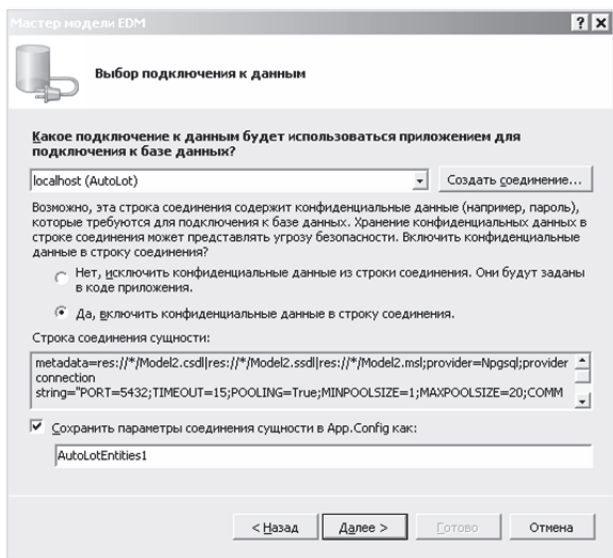 Мастер модели EDM
Выбор подключения к данным
Какое подключение к данным будет использоваться приложением для
подключения к базе данных?
localhost (AutoLot)
Создать соединение...
Возможно, эта строка соединения содержит конфиденциальные данные (например, пароль),
которые требуются для подключения к базе данных. Хранение конфиденциальных данных в
строке соединения может представлять угрозу безопасности. Включить конфиденциальные
данные в строку соединения?
Нет, исключить конфиденциальные данные из строки соединения. Они будут заданы
в коде приложения.
Да, включить конфиденциальные данные в строку соединения.
Строка соединения сущности:
metadata=res://*/Model2.csdl|res://*/Model2.ssdl|res://*/Model2.msl;provider=Npgsql;provider
connection
string="PORT=5432;TIMEOUT=15;POOLING=True;MINPOOLSIZE=1;MAXPOOLSIZE=20;COMM
Сохранить параметры соединения сущности в App.Config как:
AutoLotEntities1
< Назад
Далее >
Готово
Отмена